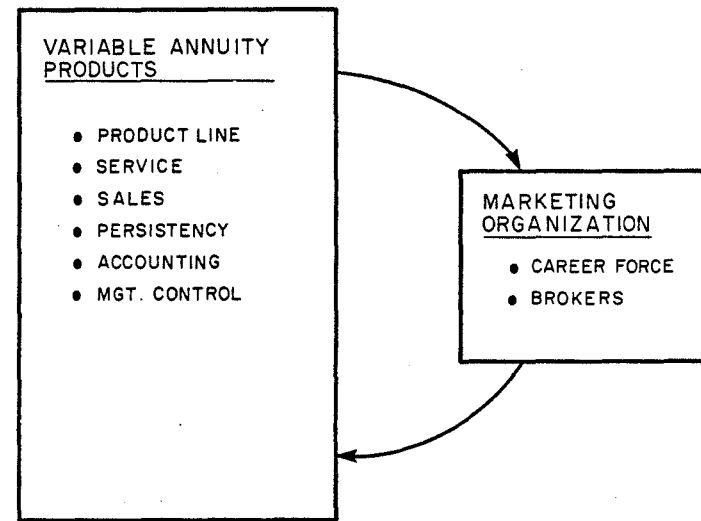 VARIABLE ANNUITY
PRODUCTS
• PRODUCT LINE
• SERVICE
• SALES
• PERSISTENCY
• ACCOUNTING
• MGT. CONTROL
MARKETING
ORGANIZATION
• CAREER FORCE
• BROKERS